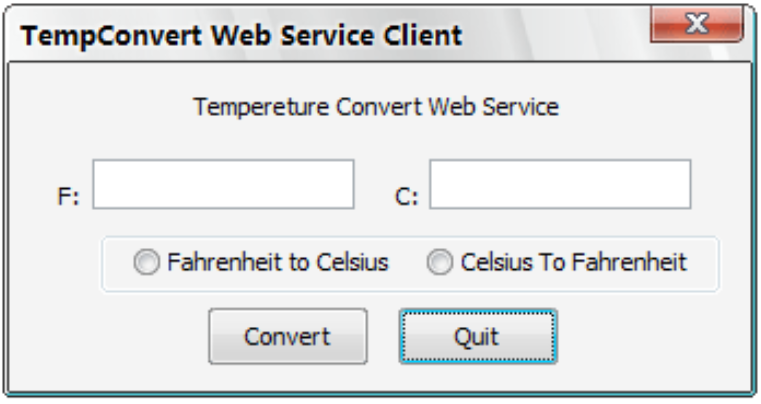 TempConvert Web Service Client
Tempereture Convert Web Service
F: C:
Fahrenheit to Celsius Celsius To Fahrenheit
Convert Quit